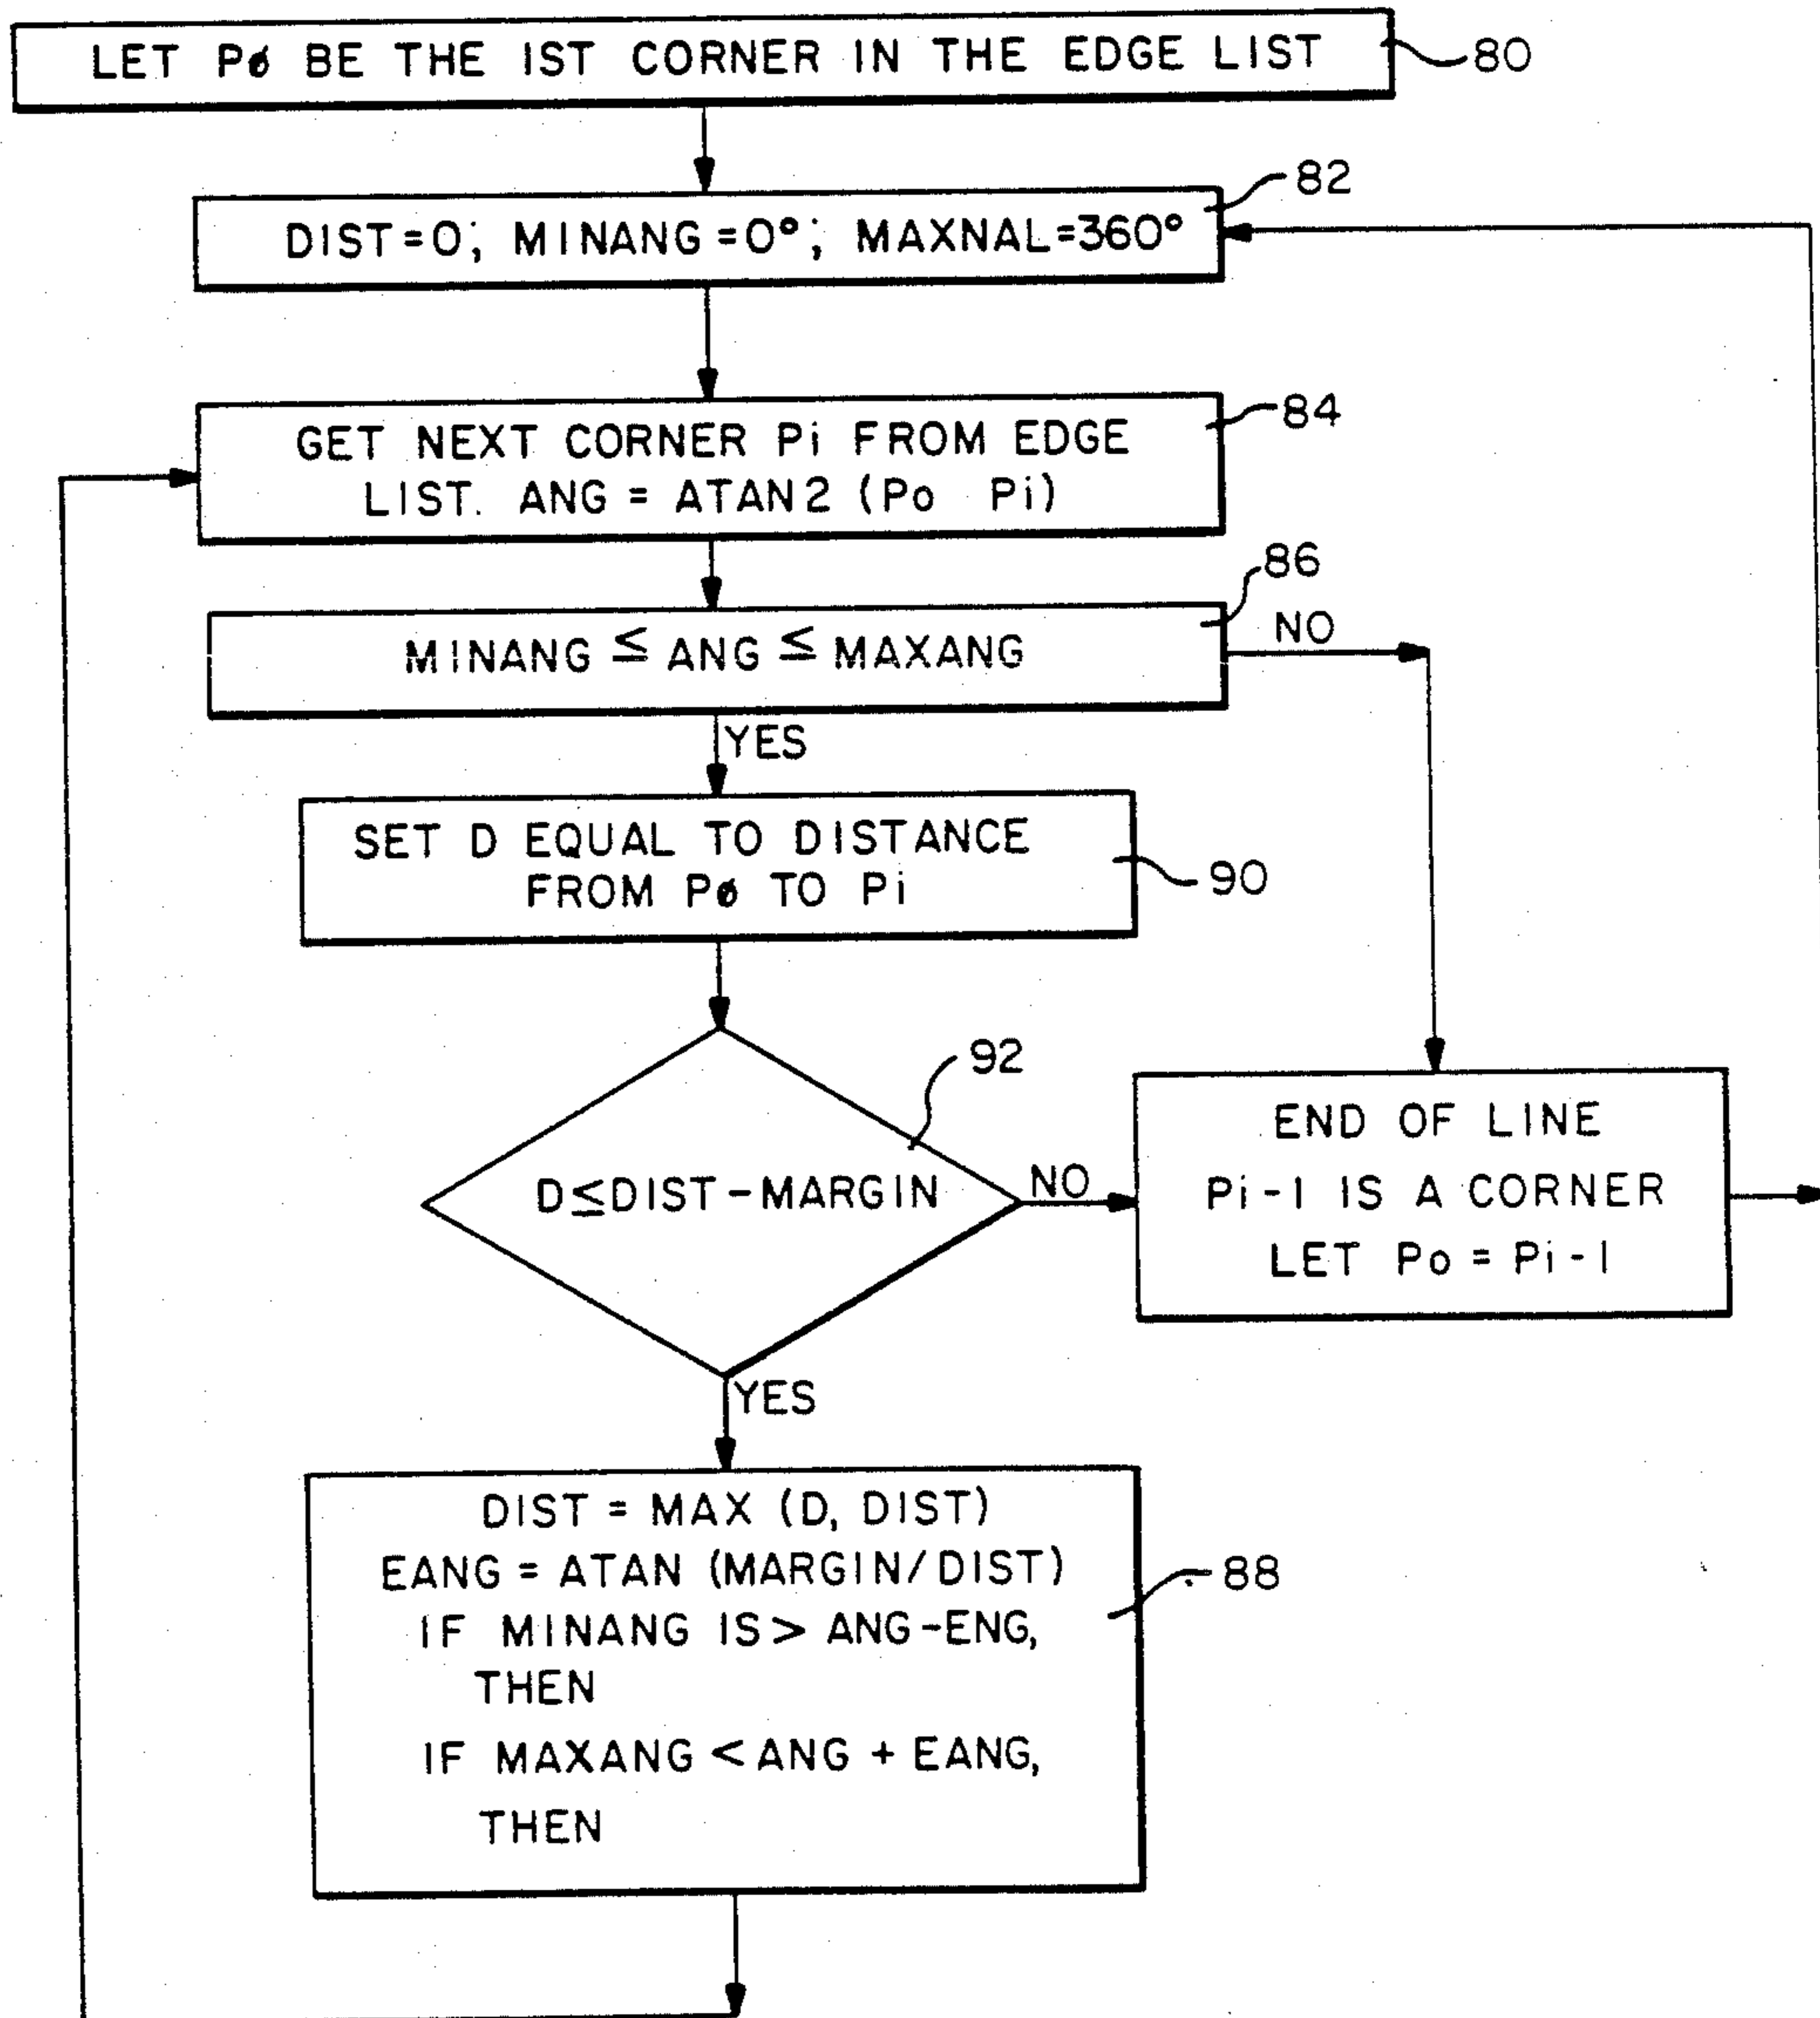 LET PØ BE THE 1ST CORNER IN THE EDGE LIST
80
82
DIST=0; MINANG=0°; MAXNAL=360°
84
GET NEXT CORNER Pi FROM EDGE
LIST. ANG = ATAN2 (Po Pi)
86
MINANG ≤ ANG ≤ MAXANG
NO
YES
SET D EQUAL TO DISTANCE
FROM PØ TO Pi
90
92
D≤DIST-MARGIN
NO
END OF LINE
Pi-1 IS A CORNER
LET Po = Pi-1
YES
DIST = MAX (D, DIST)
EANG = ATAN (MARGIN/DIST)
IF MINANG IS > ANG-ENG,
THEN
IF MAXANG < ANG + EANG,
THEN
88